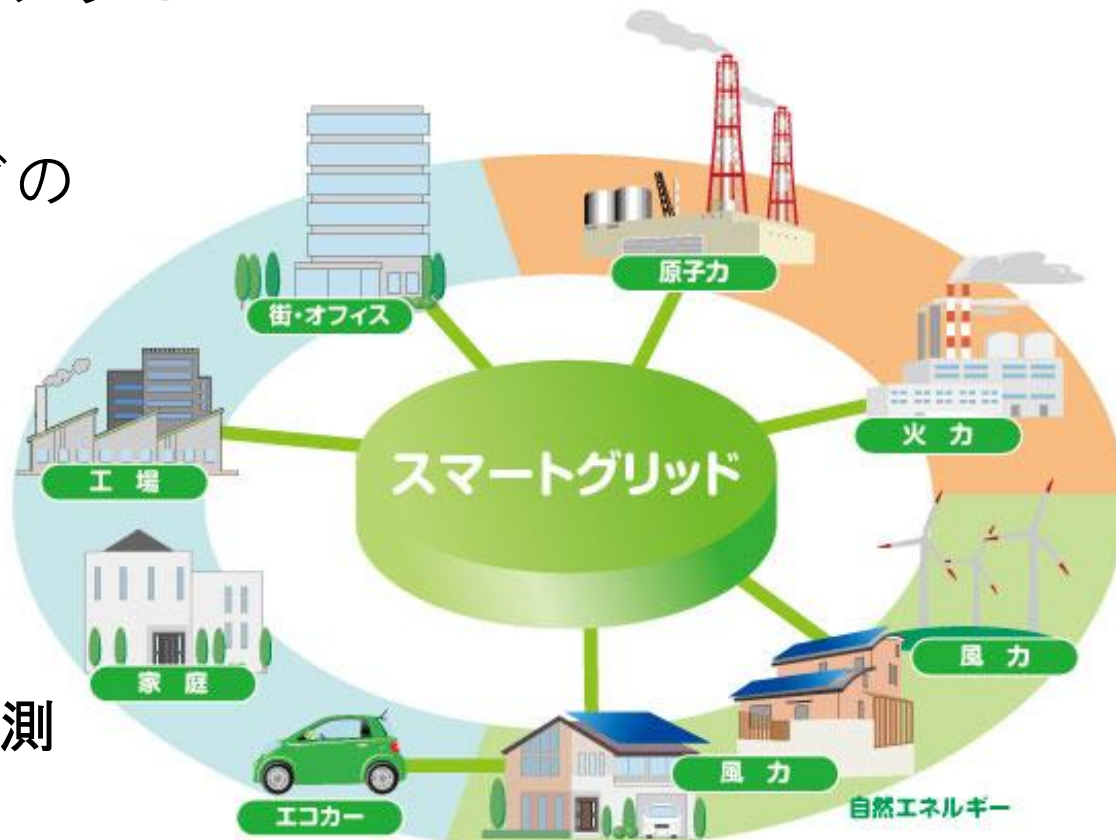 の
測
原子力
街・オフィス
火 力
スマートグリッド
工 場
風 力
家 庭
風 力
エコカー
自然エネルギー